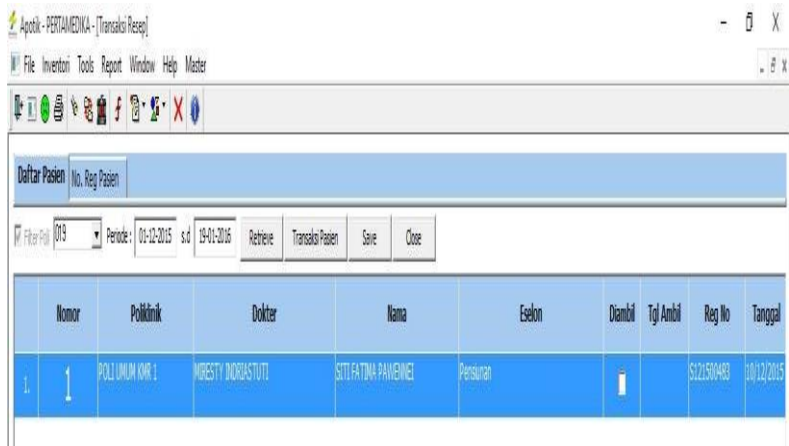 Apotik - PERTAMEDIKA - [Transaksi Resep]
File Inventori Tools Report Window Help Master
Daftar Pasien No. Reg Pasien
Filter Poli 019 Periode : 01-12-2015 s.d 19-01-2016 Retrieve Transaksi Pasien Save Close
Nomor Poliklinik Dokter Nama Eselon Diambil Tgl Ambil Reg No Tanggal
1. 1 POLI UMUM KMR 1 MIRESTY INDRIASTUTI SITI FATIMA PAWENNEI Pensiunan S121500483 10/12/2015